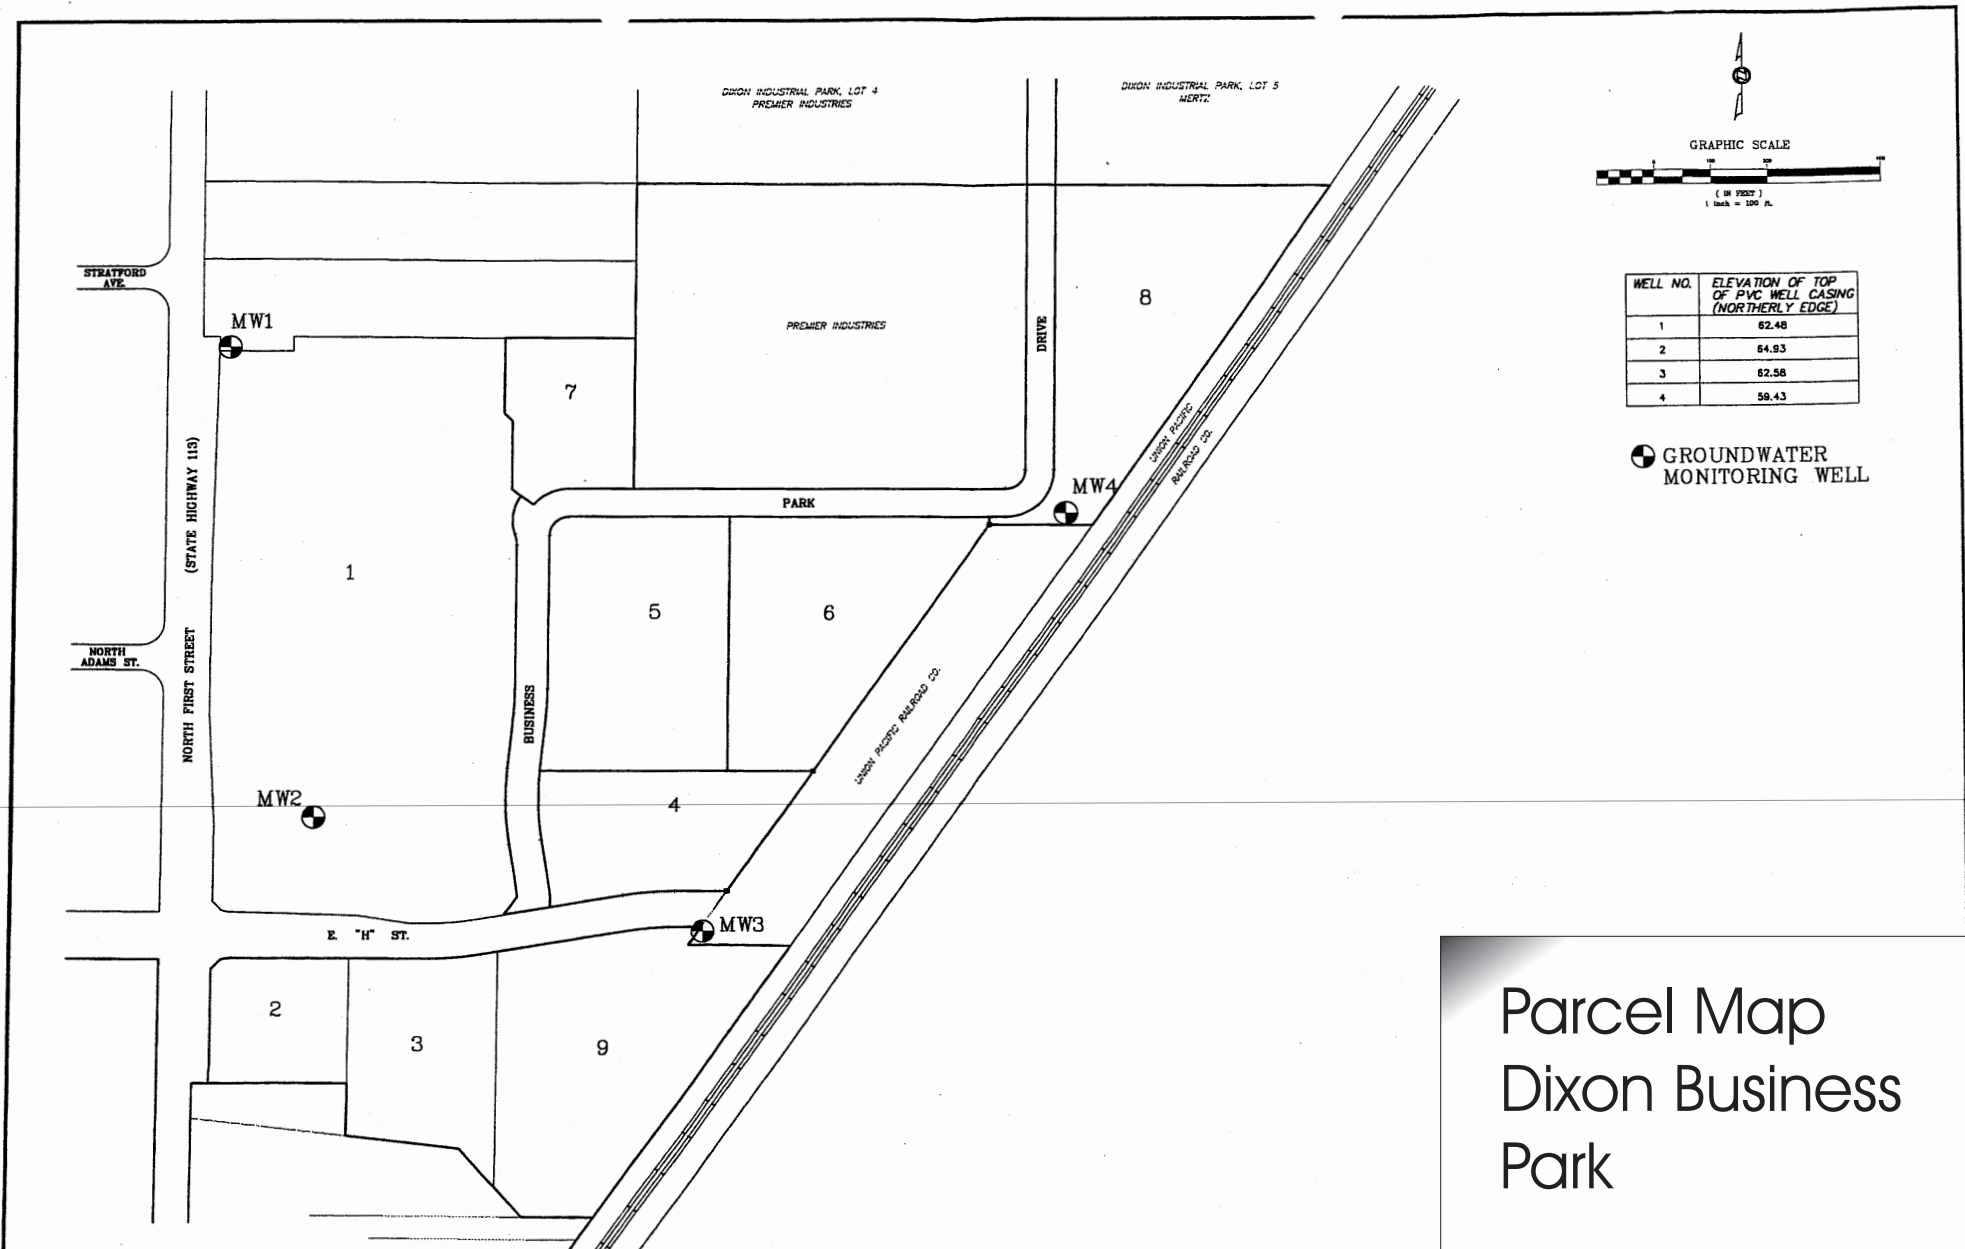 DIXON INDUSTRIAL PARK, LOT 4
PREMIER INDUSTRIES
DIXON INDUSTRIAL PARK, LOT 5
MERTZ
GRAPHIC SCALE
0 100 200 400
( IN FEET )
1 inch = 100 ft.
STRATFORD
AVE.
MW1
PREMIER INDUSTRIES
8
DRIVE
WELL NO.
ELEVATION OF TOP
OF PVC WELL CASING
(NORTHERLY EDGE)
1 62.48
2 64.93
3 62.58
4 59.43
7
UNION PACIFIC
RAILROAD CO.
GROUNDWATER
MONITORING WELL
NORTH FIRST STREET (STATE HIGHWAY 113)
PARK
MW4
1
5
6
NORTH
ADAMS ST.
BUSINESS
UNION PACIFIC RAILROAD CO.
MW2
4
E. "H" ST.
MW3
2
3
9
Parcel Map
Dixon Business
Park